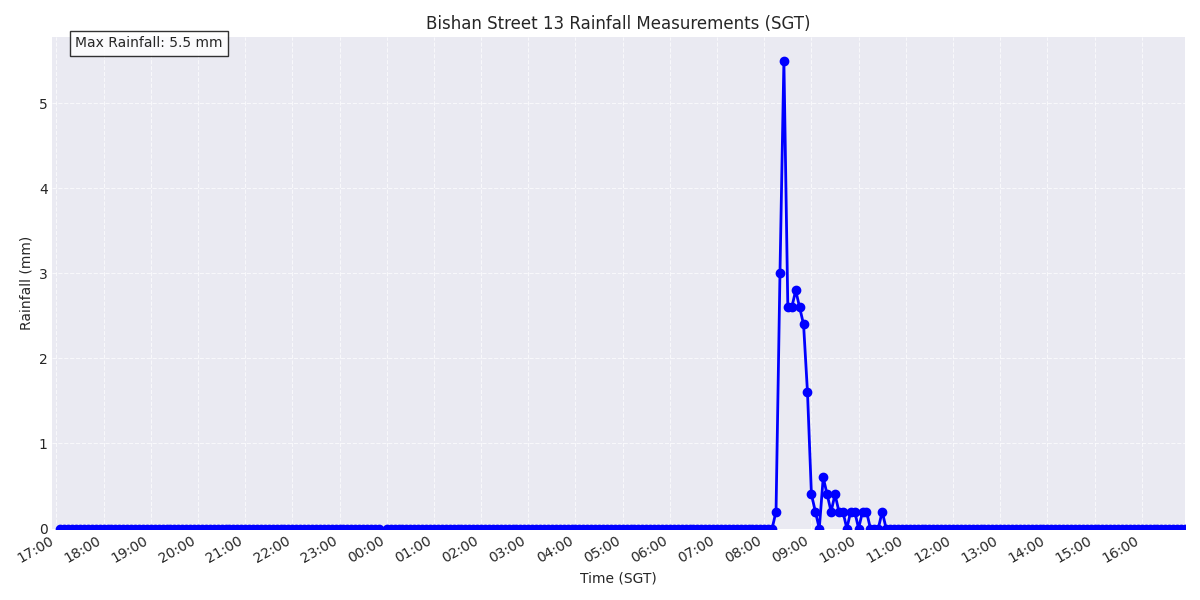 Bishan Street 13 Rainfall Measurements (SGT)
Max Rainfall: 5.5 mm
Rainfall (mm)
5
4
3
2
1
0
17:00 18:00 19:00 20:00 21:00 22:00 23:00 00:00 01:00 02:00 03:00 04:00 05:00 06:00 07:00 08:00 09:00 10:00 11:00 12:00 13:00 14:00 15:00 16:00
Time (SGT)